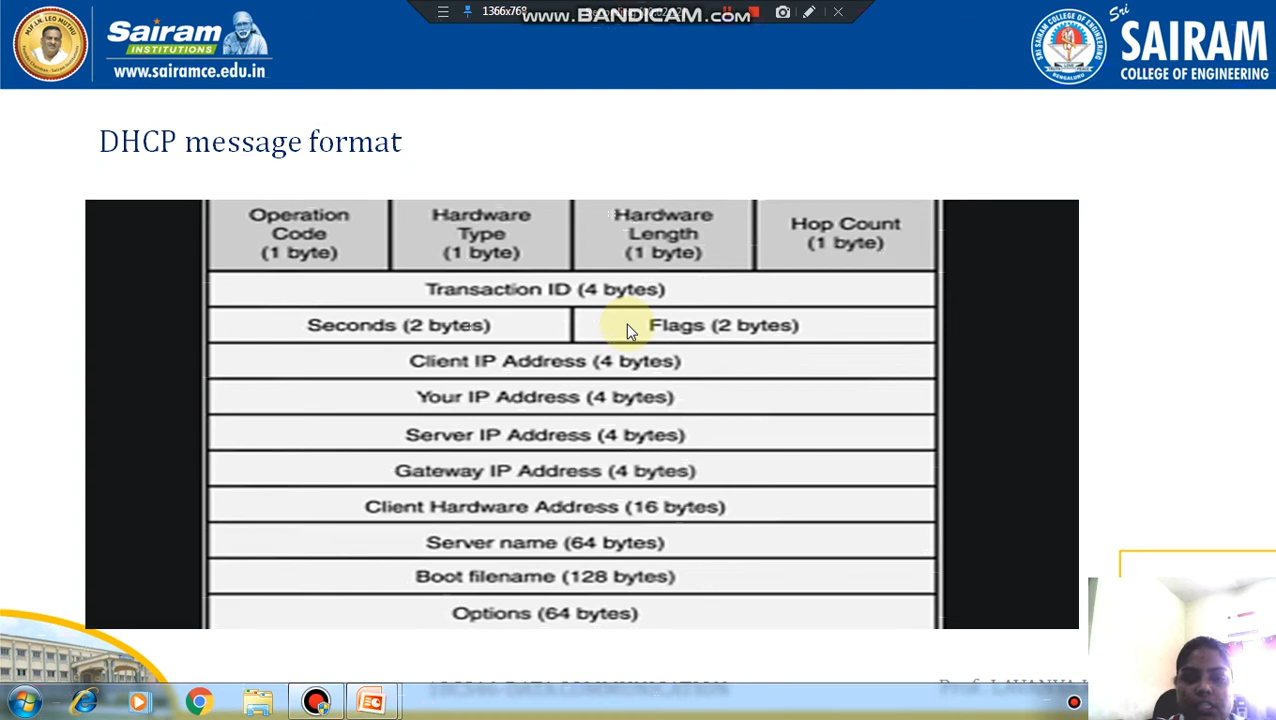 1366x768
www.BANDICAM.com
Sairam
INSTITUTIONS
www.sairamce.edu.in
Sri
SAIRAM
COLLEGE OF ENGINEERING
DHCP message format
Operation Code (1 byte)
Hardware Type (1 byte)
Hardware Length (1 byte)
Hop Count (1 byte)
Transaction ID (4 bytes)
Seconds (2 bytes)
Flags (2 bytes)
Client IP Address (4 bytes)
Your IP Address (4 bytes)
Server IP Address (4 bytes)
Gateway IP Address (4 bytes)
Client Hardware Address (16 bytes)
Server name (64 bytes)
Boot filename (128 bytes)
Options (64 bytes)